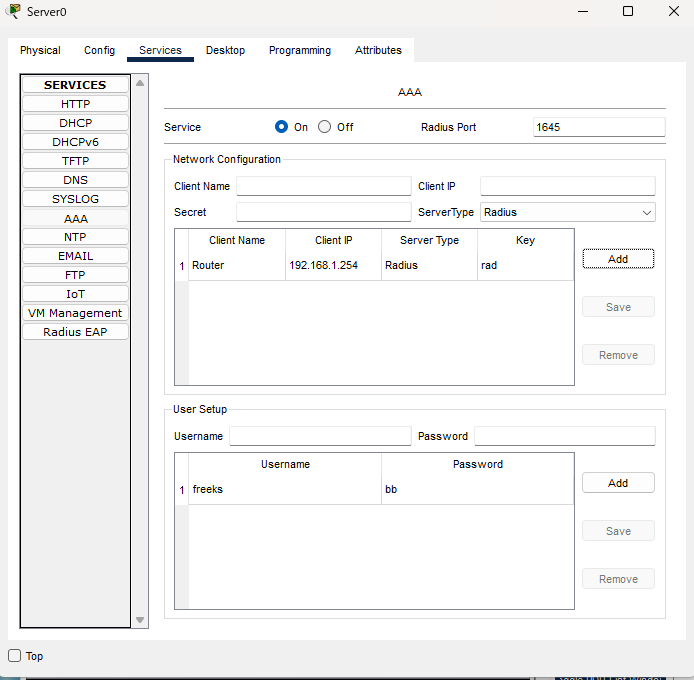 Server0
Physical Config Services Desktop Programming Attributes
SERVICES
HTTP
DHCP
DHCPv6
TFTP
DNS
SYSLOG
AAA
NTP
EMAIL
FTP
IoT
VM Management
Radius EAP
AAA
Service On Off Radius Port 1645
Network Configuration
Client Name Client IP
Secret ServerType Radius
Client Name Client IP Server Type Key
1 Router 192.168.1.254 Radius rad
Add
Save
Remove
User Setup
Username Password
Username Password
1 freeks bb
Add
Save
Remove
Top